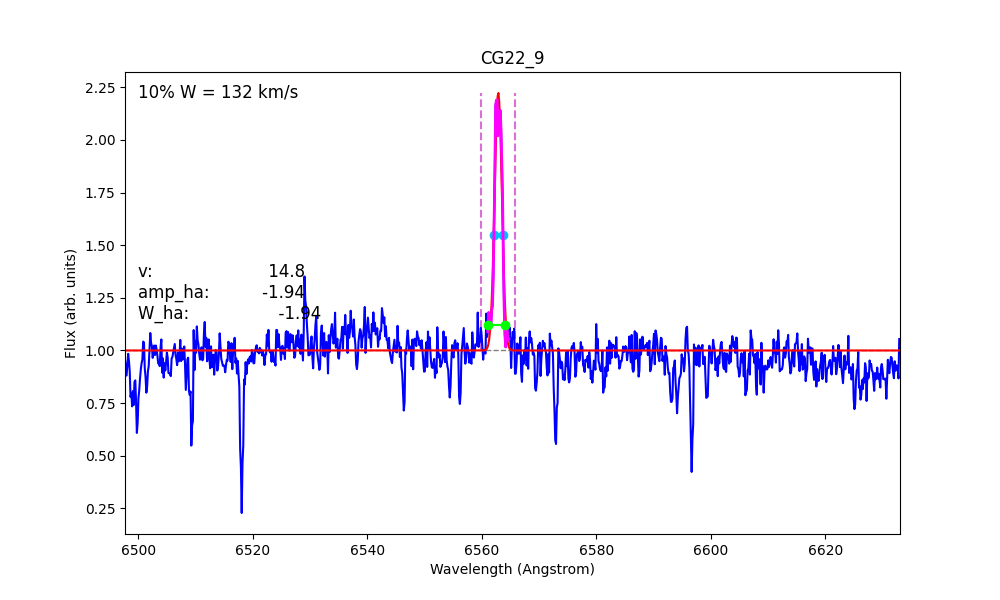 CG22_9
10% W = 132 km/s
v: 14.8
amp_ha: -1.94
W_ha: -1.94
Flux (arb. units)
2.25
2.00
1.75
1.50
1.25
1.00
0.75
0.50
0.25
6500 6520 6540 6560 6580 6600 6620
Wavelength (Angstrom)